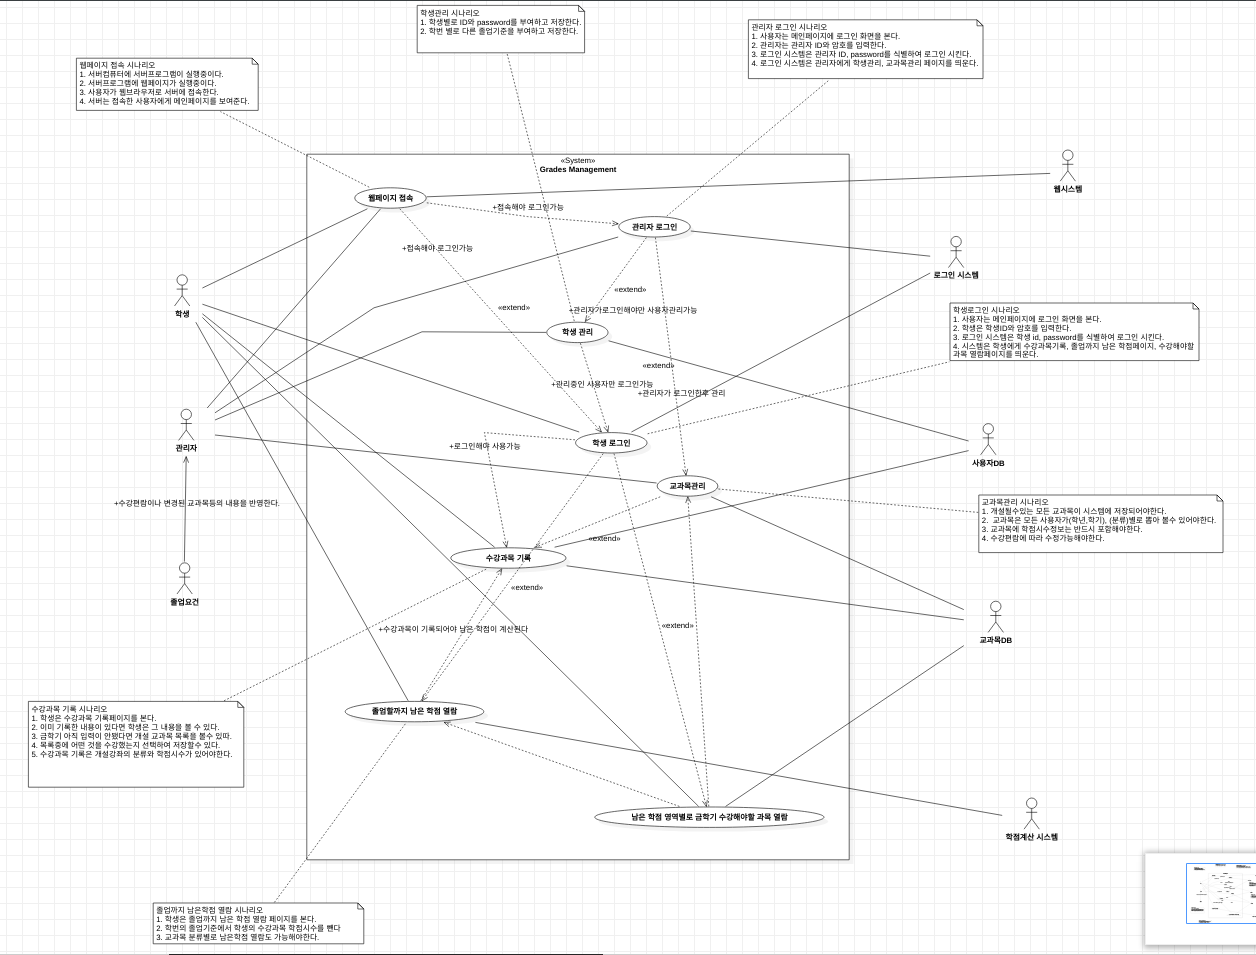 학생관리 시나리오
1. 학생별로 ID와 password를 부여하고 저장한다.
2. 학번 별로 다른 졸업기준을 부여하고 저장한다.
관리자 로그인 시나리오
1. 사용자는 메인페이지에 로그인 화면을 본다.
2. 관리자는 관리자 ID와 암호를 입력한다.
3. 로그인 시스템은 관리자 ID, password를 식별하여 로그인 시킨다.
4. 로그인 시스템은 관리자에게 학생관리, 교과목관리 페이지를 띄운다.
웹페이지 접속 시나리오
1. 서버컴퓨터에 서버프로그램이 실행중이다.
2. 서버프로그램에 웹페이지가 실행중이다.
3. 사용자가 웹브라우저로 서버에 접속한다.
4. 서버는 접속한 사용자에게 메인페이지를 보여준다.
«System»
Grades Management
웹시스템
웹페이지 접속
+접속해야 로그인가능
관리자 로그인
+접속해야 로그인가능
로그인 시스템
«extend»
학생
«extend»
+관리자가로그인해야만 사용자관리가능
학생로그인 시나리오
1. 사용자는 메인페이지에 로그인 화면을 본다.
2. 학생은 학생ID와 암호를 입력한다.
3. 로그인 시스템은 학생 id, password를 식별하여 로그인 시킨다.
4. 시스템은 학생에게 수강과목기록, 졸업까지 남은 학점페이지, 수강해야할
과목 열람페이지를 띄운다.
학생 관리
«extend»
+관리중인 사용자만 로그인가능
+관리자가 로그인한후 관리
관리자
+로그인해야 사용가능
학생 로그인
사용자DB
교과목관리
+수강편람이나 변경된 교과목등의 내용을 반영한다.
교과목관리 시나리오
1. 개설될수있는 모든 교과목이 시스템에 저장되어야한다.
2. 교과목은 모든 사용자가(학년,학기), (분류)별로 뽑아 볼수 있어야한다.
3. 교과목에 학점시수정보는 반드시 포함해야한다.
4. 수강편람에 따라 수정가능해야한다.
«extend»
수강과목 기록
«extend»
졸업요건
+수강과목이 기록되어야 남은 학점이 계산된다
«extend»
교과목DB
수강과목 기록 시나리오
1. 학생은 수강과목 기록페이지를 본다.
2. 이미 기록한 내용이 있다면 학생은 그 내용을 볼 수 있다.
3. 금학기 아직 입력이 안됐다면 개설 교과목 목록을 볼수 있따.
4. 목록중에 어떤 것을 수강했는지 선택하여 저장할수 있다.
5. 수강과목 기록은 개설강좌의 분류와 학점시수가 있어야한다.
졸업할까지 남은 학점 열람
남은 학점 영역별로 금학기 수강해야할 과목 열람
학점계산 시스템
졸업까지 남은학점 열람 시나리오
1. 학생은 졸업까지 남은 학점 열람 페이지를 본다.
2. 학번의 졸업기준에서 학생의 수강과목 학점시수를 뺀다
3. 교과목 분류별로 남은학점 열람도 가능해야한다.